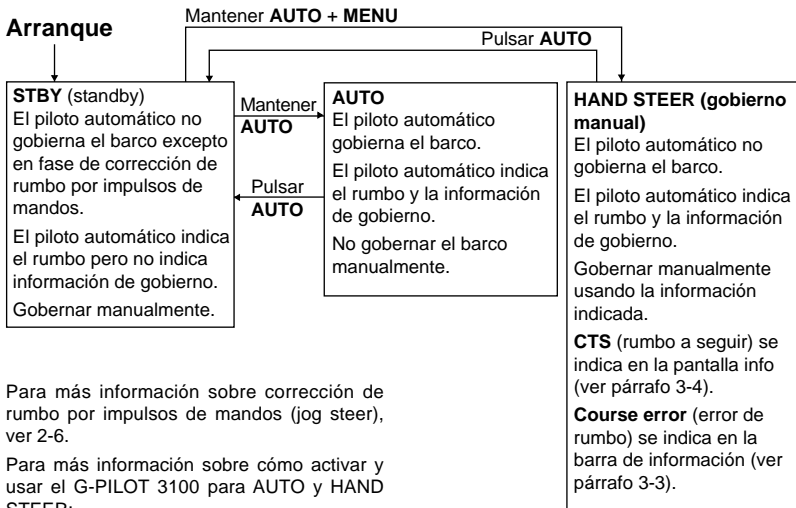 Arranque
Mantener AUTO + MENU
Pulsar AUTO
STBY (standby)
El piloto automático no
gobierna el barco excepto
en fase de corrección de
rumbo por impulsos de
mandos.
El piloto automático indica
el rumbo pero no indica
información de gobierno.
Gobernar manualmente.
Mantener
AUTO
Pulsar
AUTO
AUTO
El piloto automático
gobierna el barco.
El piloto automático indica
el rumbo y la información
de gobierno.
No gobernar el barco
manualmente.
HAND STEER (gobierno
manual)
El piloto automático no
gobierna el barco.
El piloto automático indica
el rumbo y la información
de gobierno.
Gobernar manualmente
usando la información
indicada.
CTS (rumbo a seguir) se
indica en la pantalla info
(ver párrafo 3-4).
Course error (error de
rumbo) se indica en la
barra de información (ver
párrafo 3-3).
Para más información sobre corrección de
rumbo por impulsos de mandos (jog steer),
ver 2-6.
Para más información sobre cómo activar y
usar el G-PILOT 3100 para AUTO y HAND
STEER: